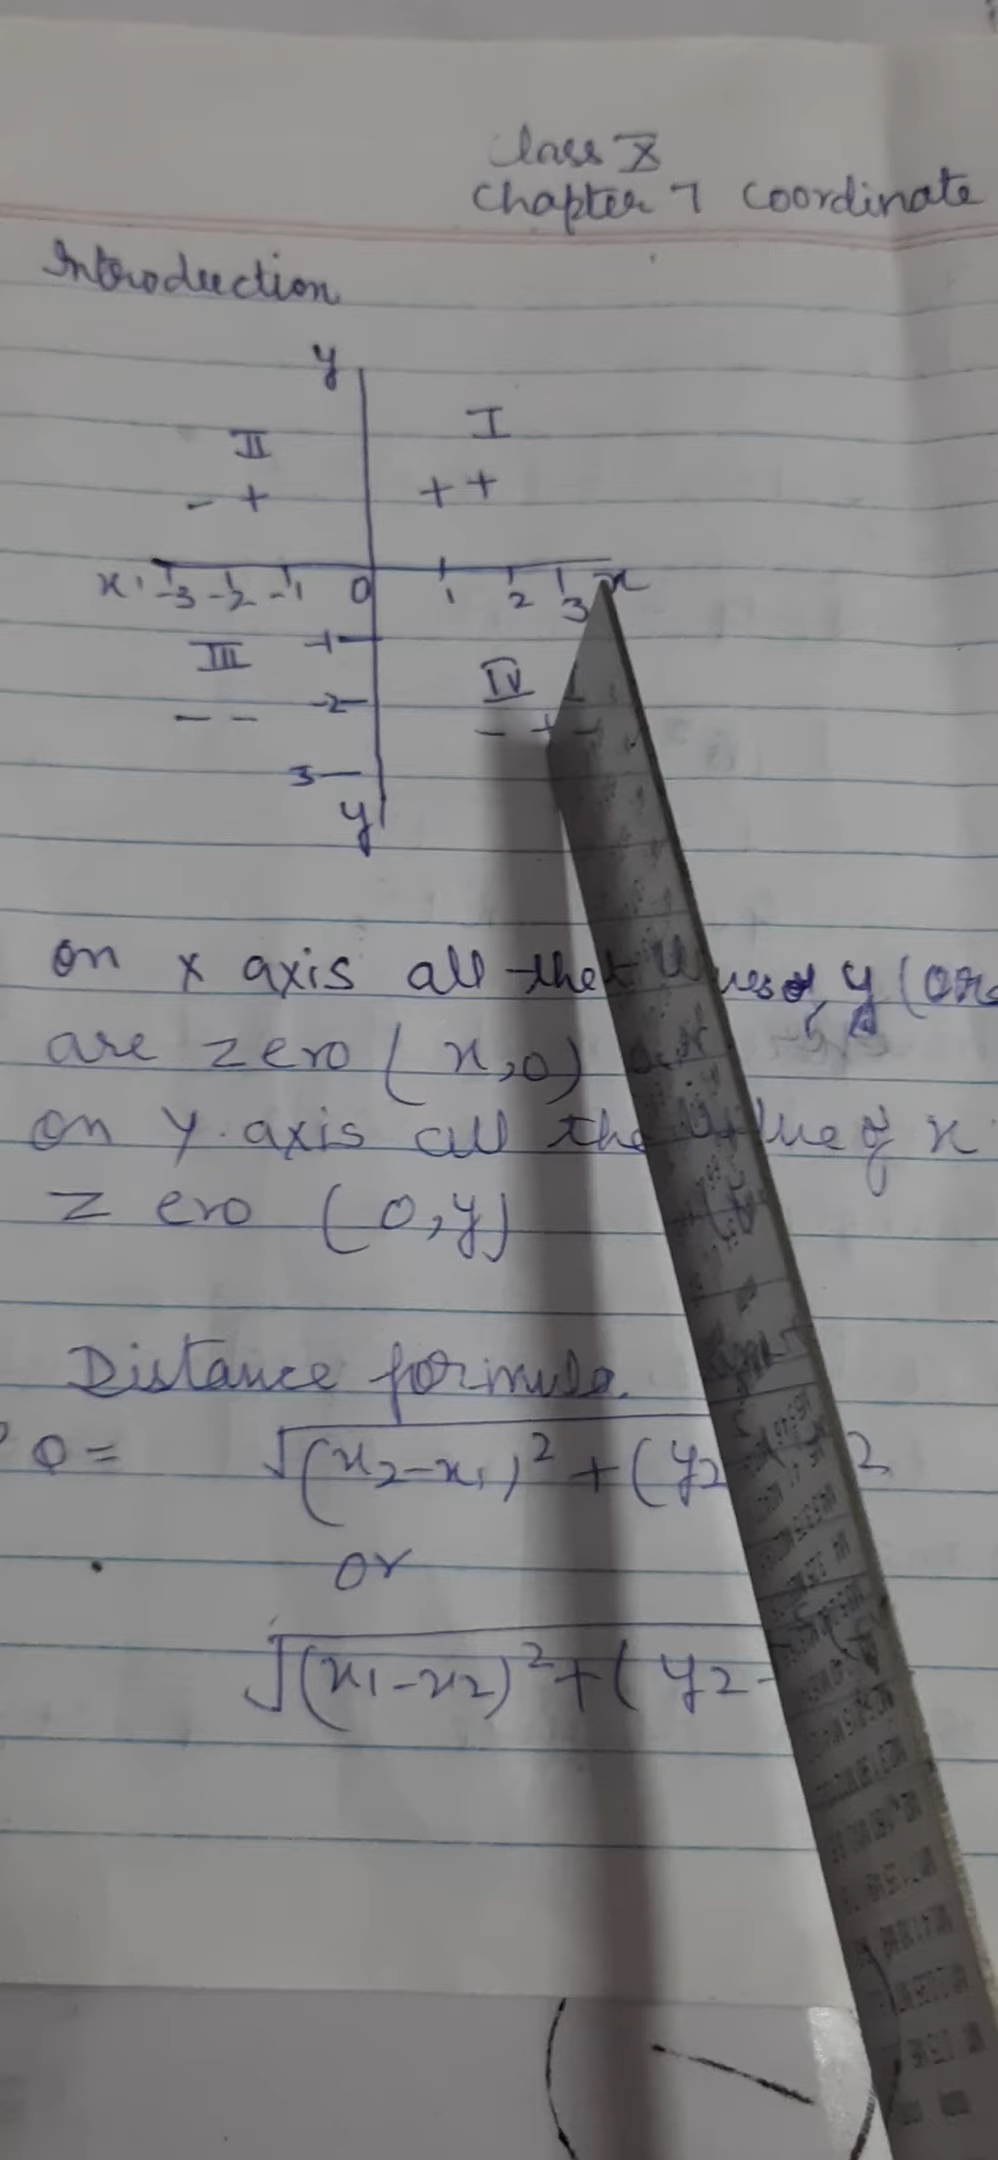 Class X
Chapter 7 Coordinate
Introduction
y
II I
- + + +
x' -3 -2 -1 0 1 2 3 x
-1
III IV
-2
- - - + -
3
y'
on x axis all the y (
are zero (x,0)
on y.axis all the of x
zero (0,y)
Distance formula.
Q = √(x2-x1)² + (y2 2
or
√(x1-x2)² + ( y2 -